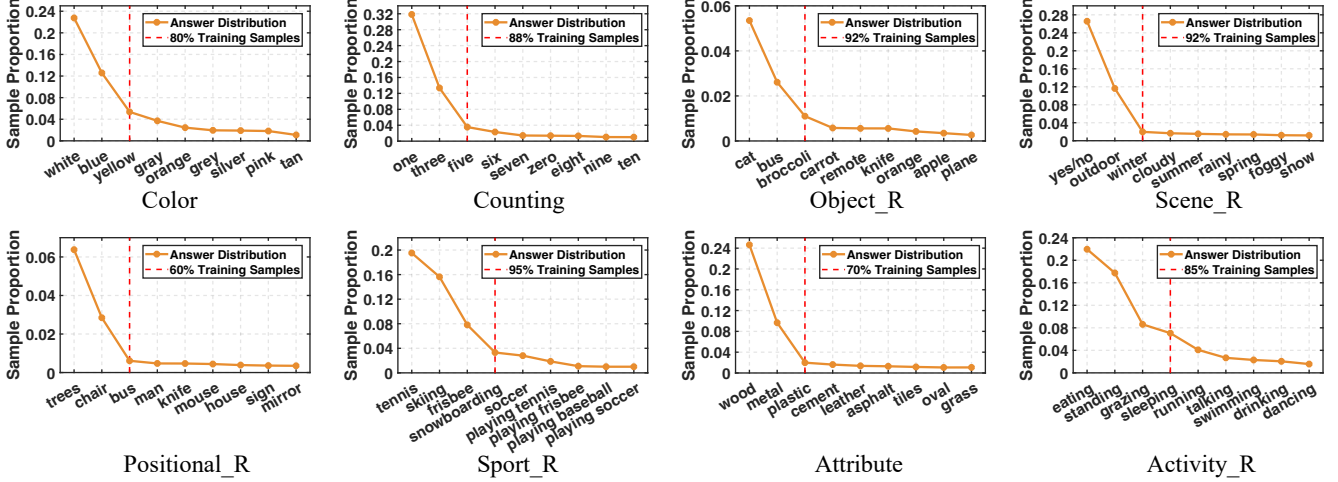 Sample Proportion
0.24
0.2
0.16
0.12
0.08
0.04
0
Answer Distribution
80% Training Samples
white
blue
yellow
gray
orange
grey
silver
pink
tan
Color
Sample Proportion
0.32
0.28
0.24
0.2
0.16
0.12
0.08
0.04
0
Answer Distribution
88% Training Samples
one
three
five
six
seven
zero
eight
nine
ten
Counting
Sample Proportion
0.06
0.04
0.02
0
Answer Distribution
92% Training Samples
cat
bus
broccoli
carrot
remote
knife
orange
apple
plane
Object_R
Sample Proportion
0.28
0.24
0.2
0.16
0.12
0.08
0.04
0
Answer Distribution
92% Training Samples
yes/no
outdoor
winter
cloudy
summer
rainy
spring
foggy
snow
Scene_R
Sample Proportion
0.06
0.04
0.02
0
Answer Distribution
60% Training Samples
trees
chair
bus
man
knife
mouse
house
sign
mirror
Positional_R
Sample Proportion
0.2
0.16
0.12
0.08
0.04
0
Answer Distribution
95% Training Samples
tennis
skiing
frisbee
snowboarding
soccer
playing tennis
playing frisbee
playing baseball
playing soccer
Sport_R
Sample Proportion
0.24
0.2
0.16
0.12
0.08
0.04
0
Answer Distribution
70% Training Samples
wood
metal
plastic
cement
leather
asphalt
tiles
oval
grass
Attribute
Sample Proportion
0.24
0.2
0.16
0.12
0.08
0.04
0
Answer Distribution
85% Training Samples
eating
standing
grazing
sleeping
running
talking
swimming
drinking
dancing
Activity_R